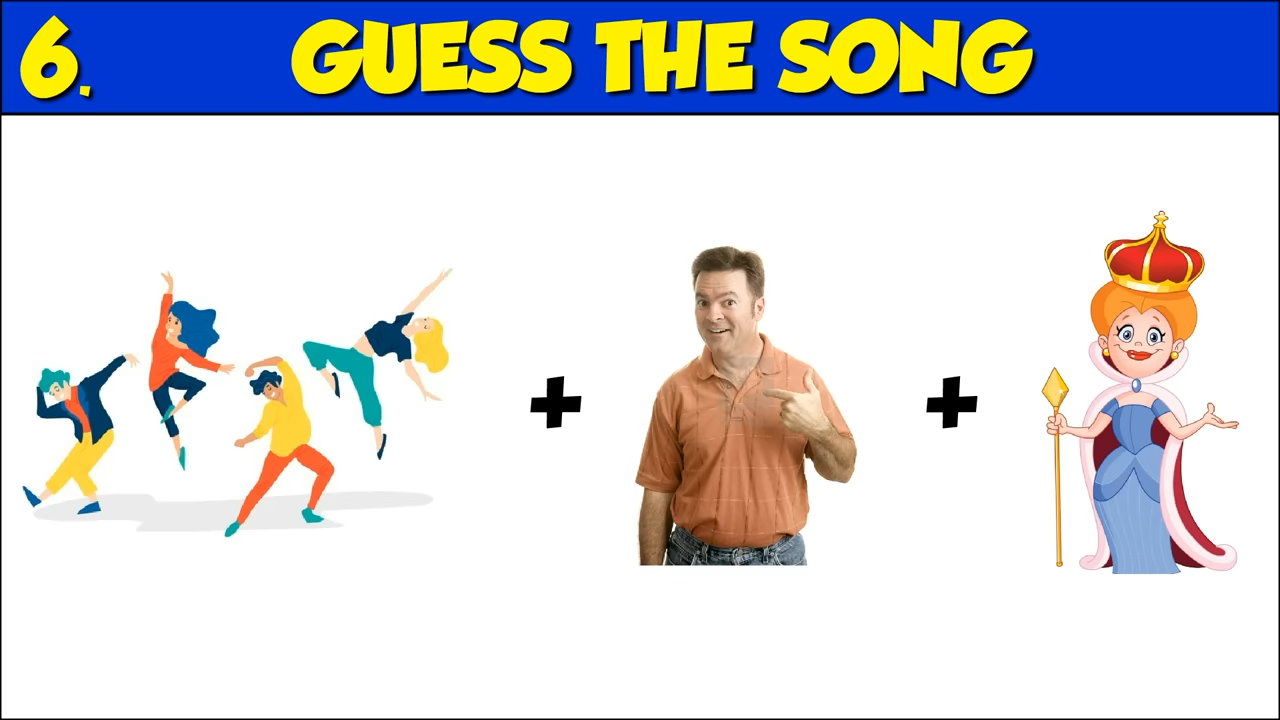 6. GUESS THE SONG
+ +